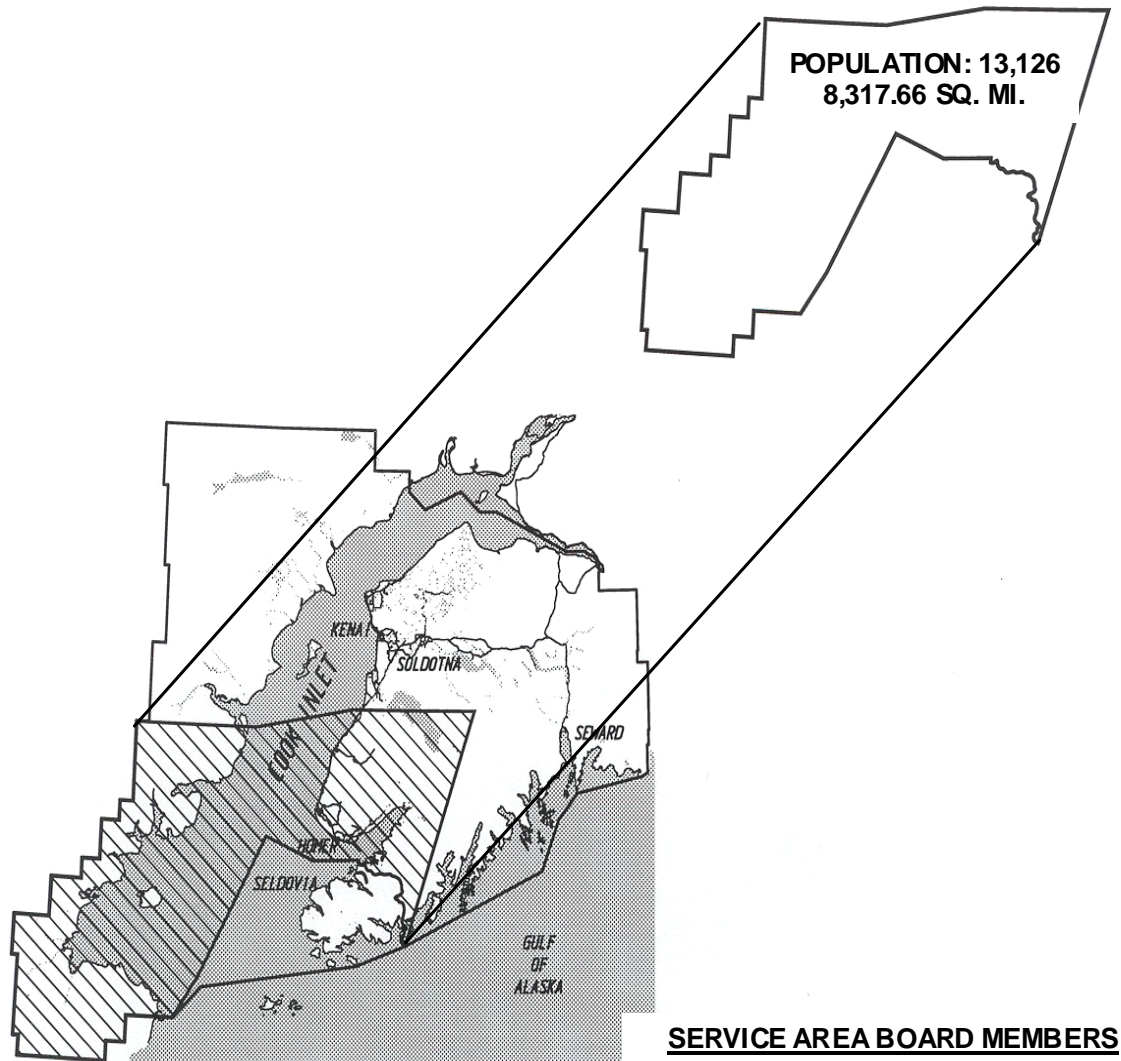 POPULATION: 13,126
8,317.66 SQ. MI.
KENAI
SOLDOTNA
COOK INLET
SEWARD
HOMER
SELDOVIA
GULF
OF
ALASKA
SERVICE AREA BOARD MEMBERS